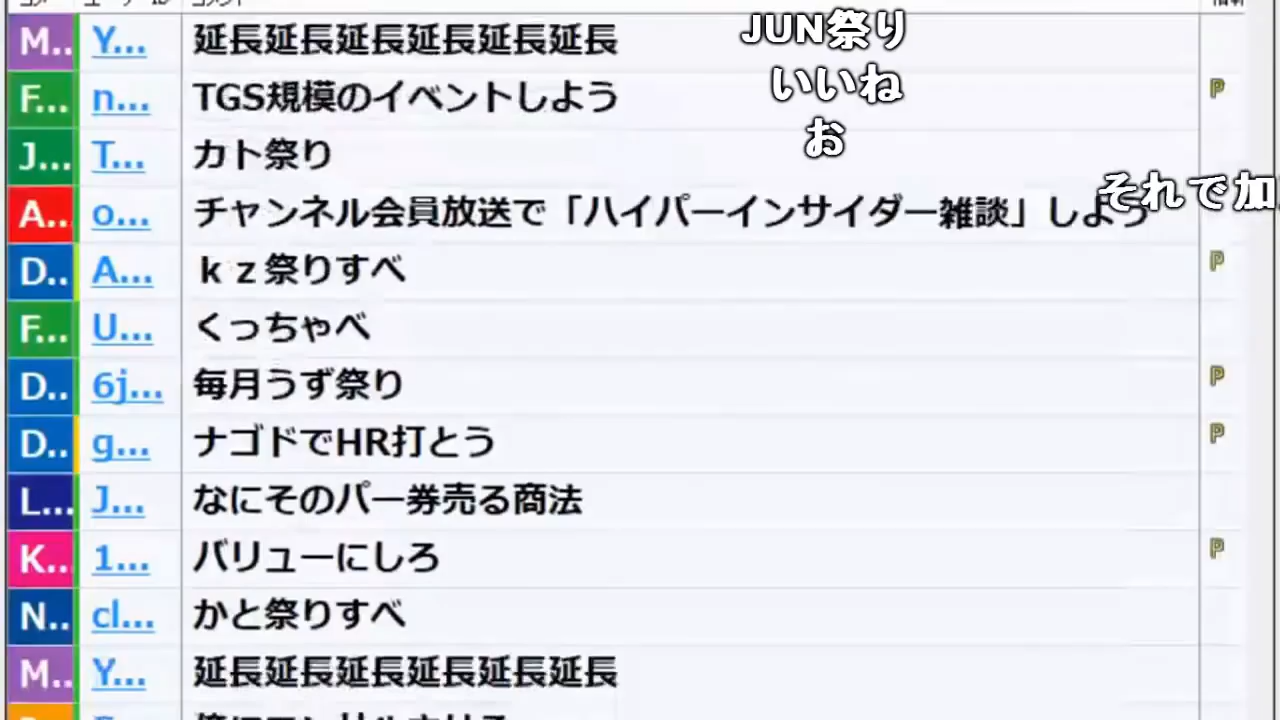 M.. Y... 延長延長延長延長延長延長
JUN祭り
F... n... TGS規模のイベントしよう P
いいね
J... T... カト祭り
お
A.. o... チャンネル会員放送で「ハイパーインサイダー雑談」しよう
それで加
D.. A... ｋｚ祭りすべ P
F... U... くっちゃべ
D.. 6j... 毎月うず祭り P
D.. g... ナゴドでHR打とう P
L... J... なにそのパー券売る商法
K.. 1... バリューにしろ P
N.. cl... かと祭りすべ
M.. Y... 延長延長延長延長延長延長